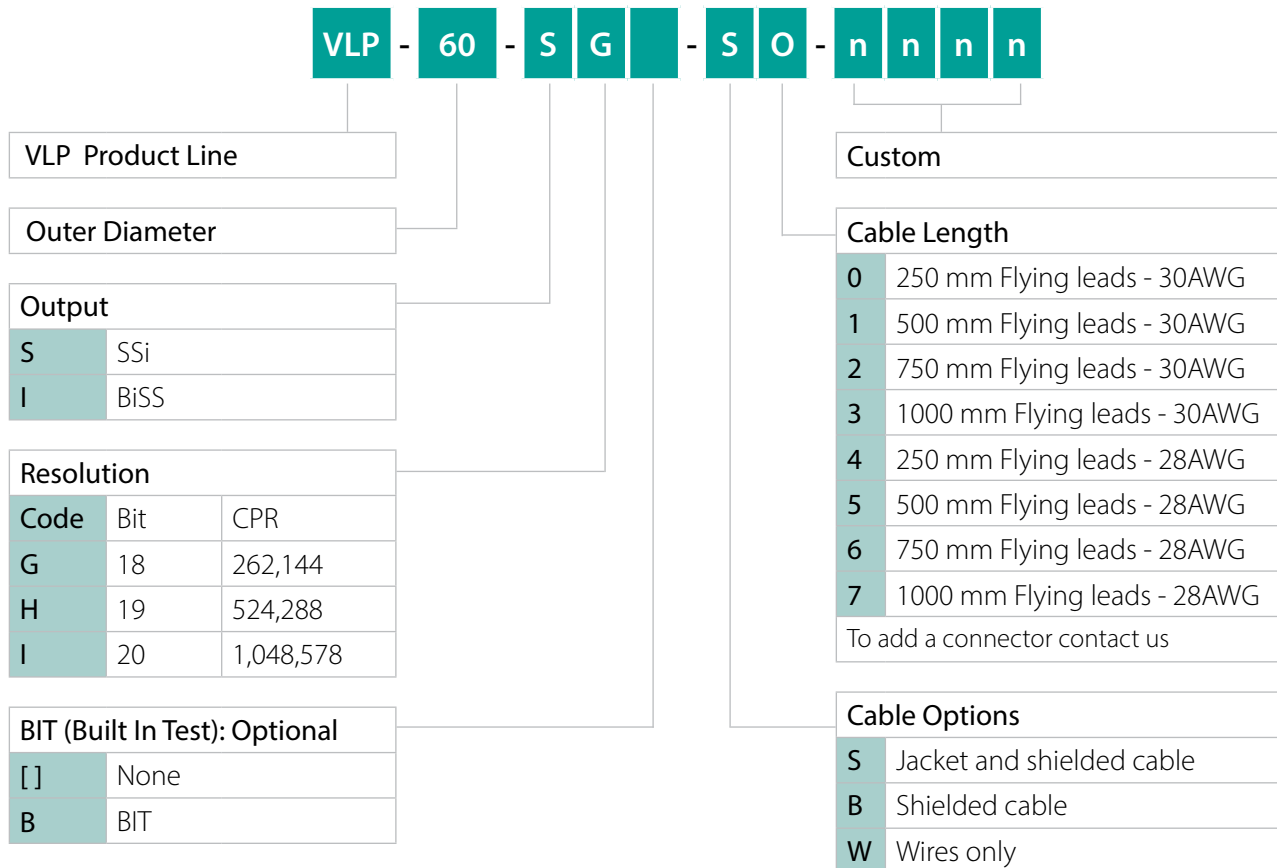 VLP - 60 - S G - S O - n n n n
VLP Product Line
Outer Diameter
Output
S SSi
I BiSS
Resolution
Code Bit CPR
G 18 262,144
H 19 524,288
I 20 1,048,578
BIT (Built In Test): Optional
[ ] None
B BIT
Custom
Cable Length
0 250 mm Flying leads - 30AWG
1 500 mm Flying leads - 30AWG
2 750 mm Flying leads - 30AWG
3 1000 mm Flying leads - 30AWG
4 250 mm Flying leads - 28AWG
5 500 mm Flying leads - 28AWG
6 750 mm Flying leads - 28AWG
7 1000 mm Flying leads - 28AWG
To add a connector contact us
Cable Options
S Jacket and shielded cable
B Shielded cable
W Wires only